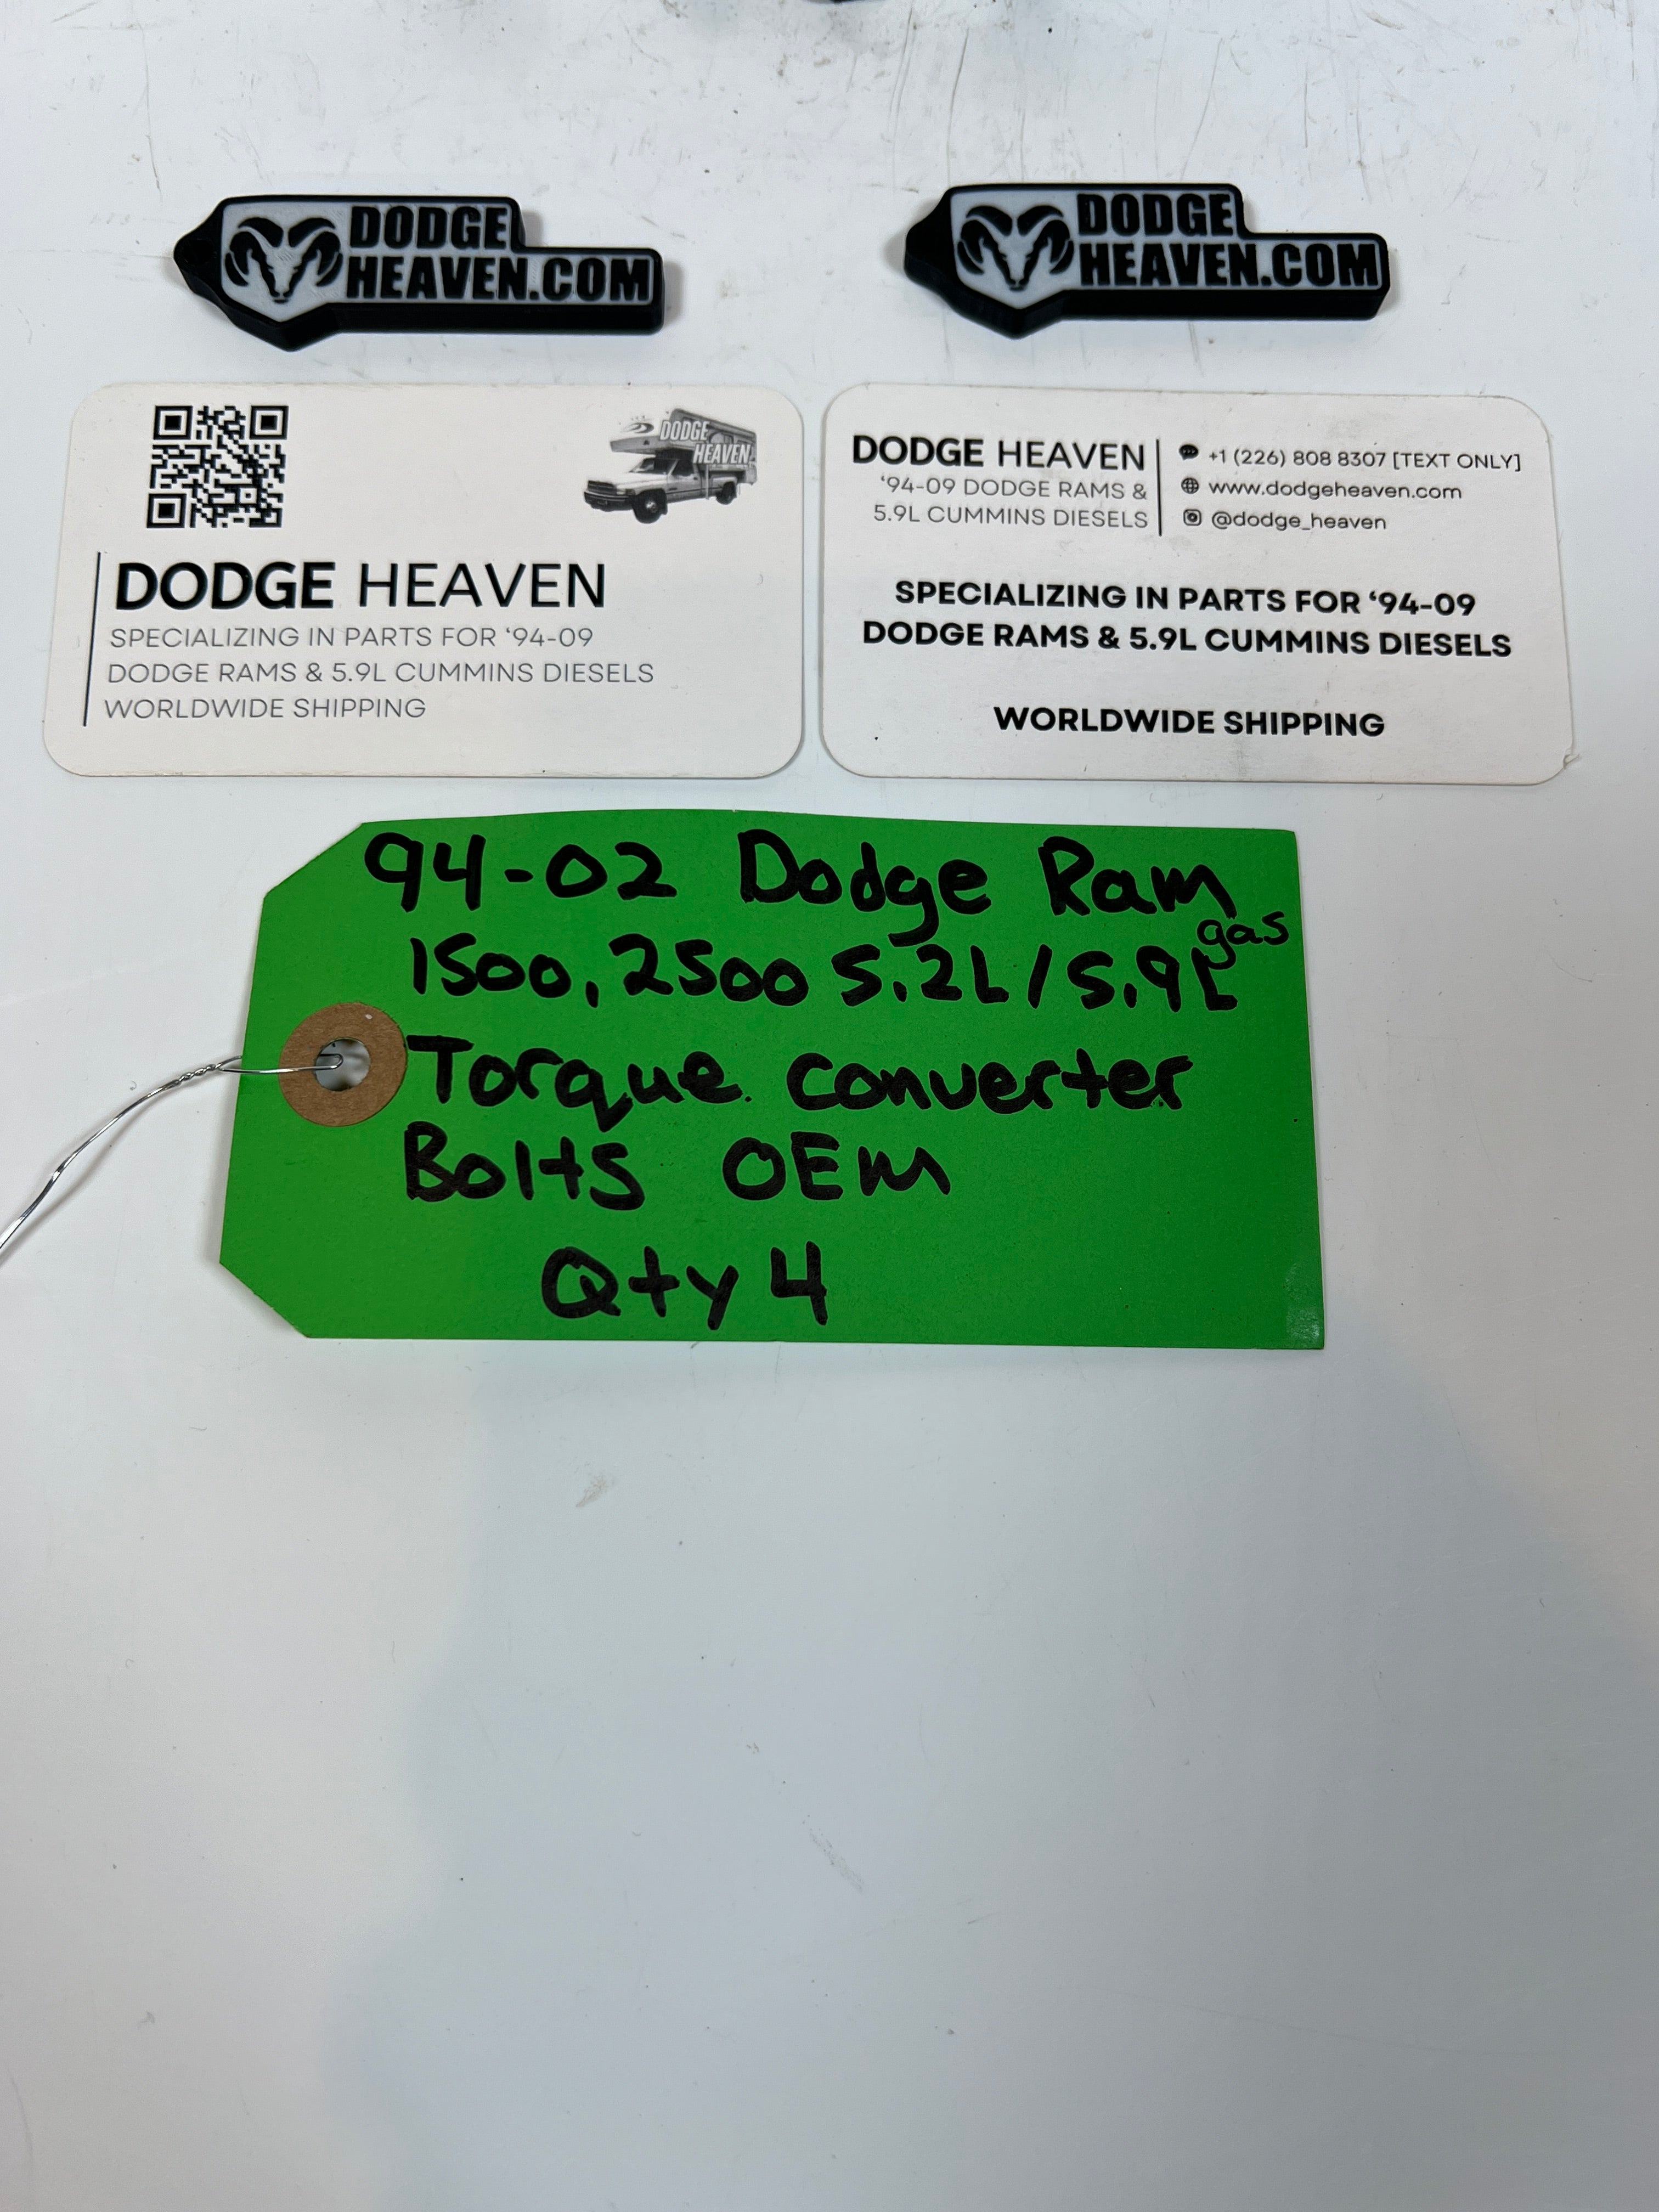 DODGE
HEAVEN.COM
DODGE
HEAVEN.COM
DODGE
HEAVEN
DODGE HEAVEN
SPECIALIZING IN PARTS FOR ‘94-09
DODGE RAMS & 5.9L CUMMINS DIESELS
WORLDWIDE SHIPPING
DODGE HEAVEN
‘94-09 DODGE RAMS &
5.9L CUMMINS DIESELS
+1 (226) 808 8307 [TEXT ONLY]
www.dodgeheaven.com
@dodge_heaven
SPECIALIZING IN PARTS FOR ‘94-09
DODGE RAMS & 5.9L CUMMINS DIESELS
WORLDWIDE SHIPPING
94-02 Dodge Ram
gas
1500, 2500 5.2L/5.9L
Torque converter
Bolts OEM
Qty 4